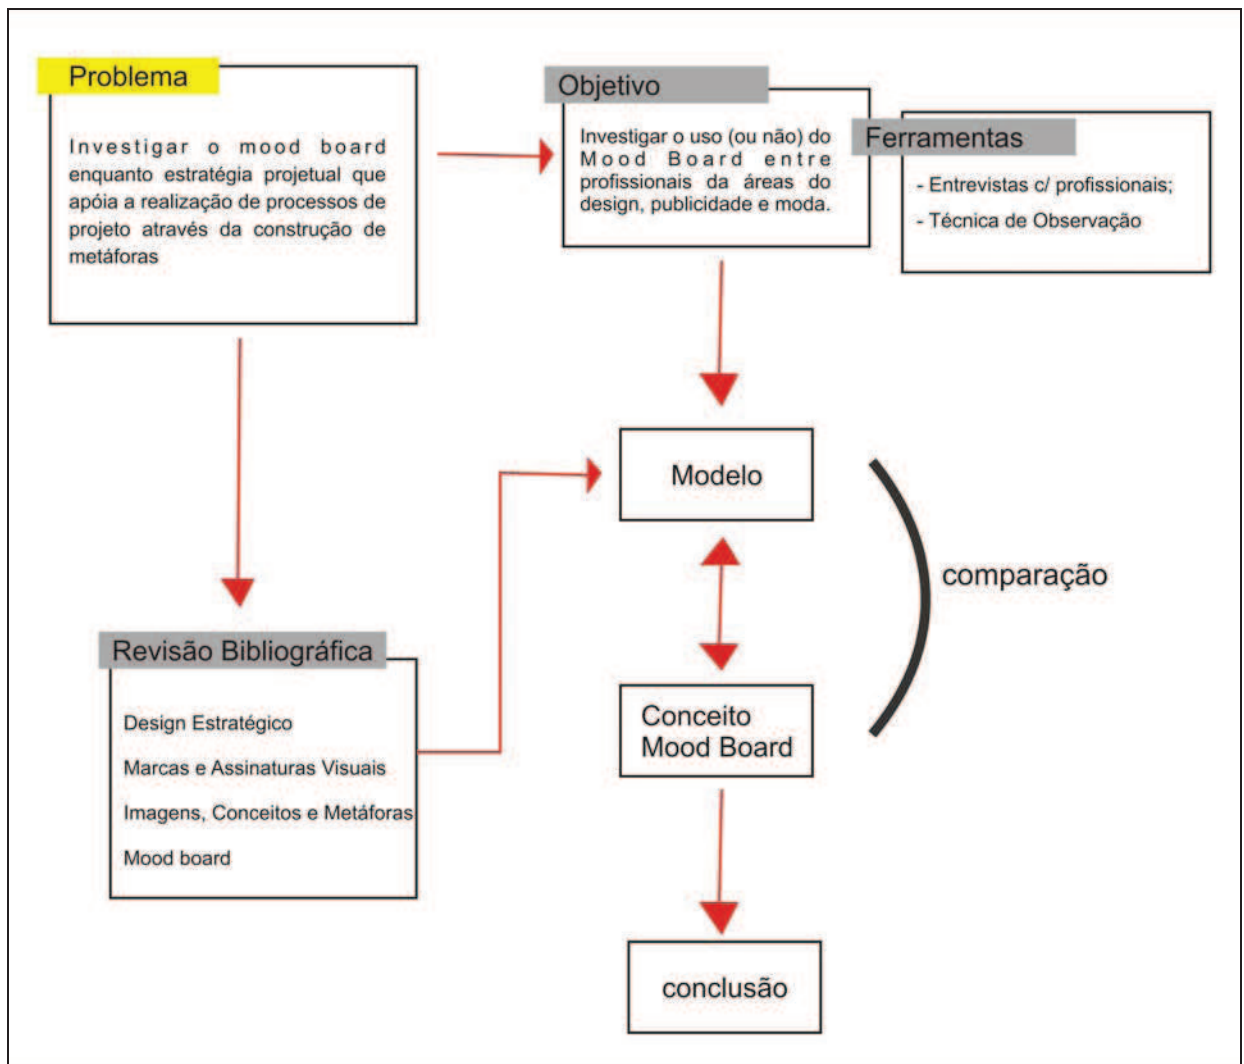 Problema
Investigar o mood board
enquanto estratégia projetual que
apóia a realização de processos de
projeto através da construção de
metáforas
Objetivo
Investigar o uso (ou não) do
Mood Board entre
profissionais da áreas do
design, publicidade e moda.
Ferramentas
- Entrevistas c/ profissionais;
- Técnica de Observação
Modelo
comparação
Revisão Bibliográfica
Design Estratégico
Marcas e Assinaturas Visuais
Imagens, Conceitos e Metáforas
Mood board
Conceito
Mood Board
conclusão